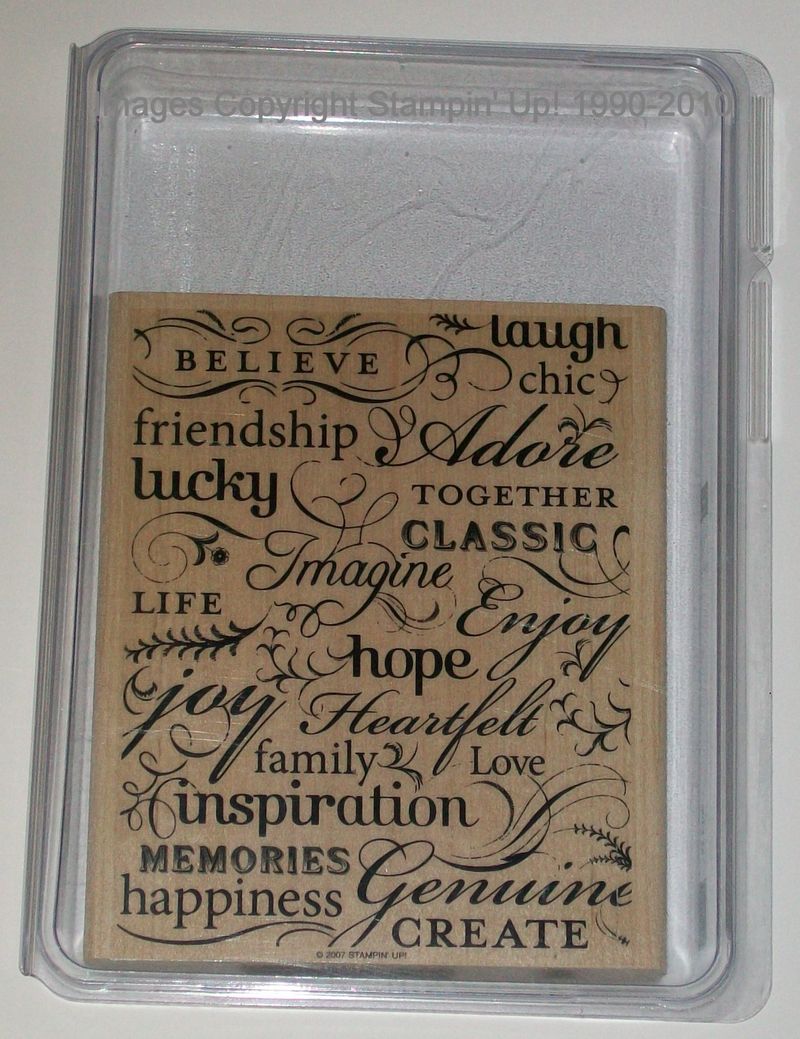 Images Copyright Stampin' Up! 1990-2010
BELIEVE
laugh
chic
friendship
Adore
lucky
TOGETHER
CLASSIC
Imagine
LIFE
Enjoy
hope
joy
Heartfelt
family
Love
inspiration
MEMORIES
happiness
Genuine
CREATE
© 2007 STAMPIN' UP!